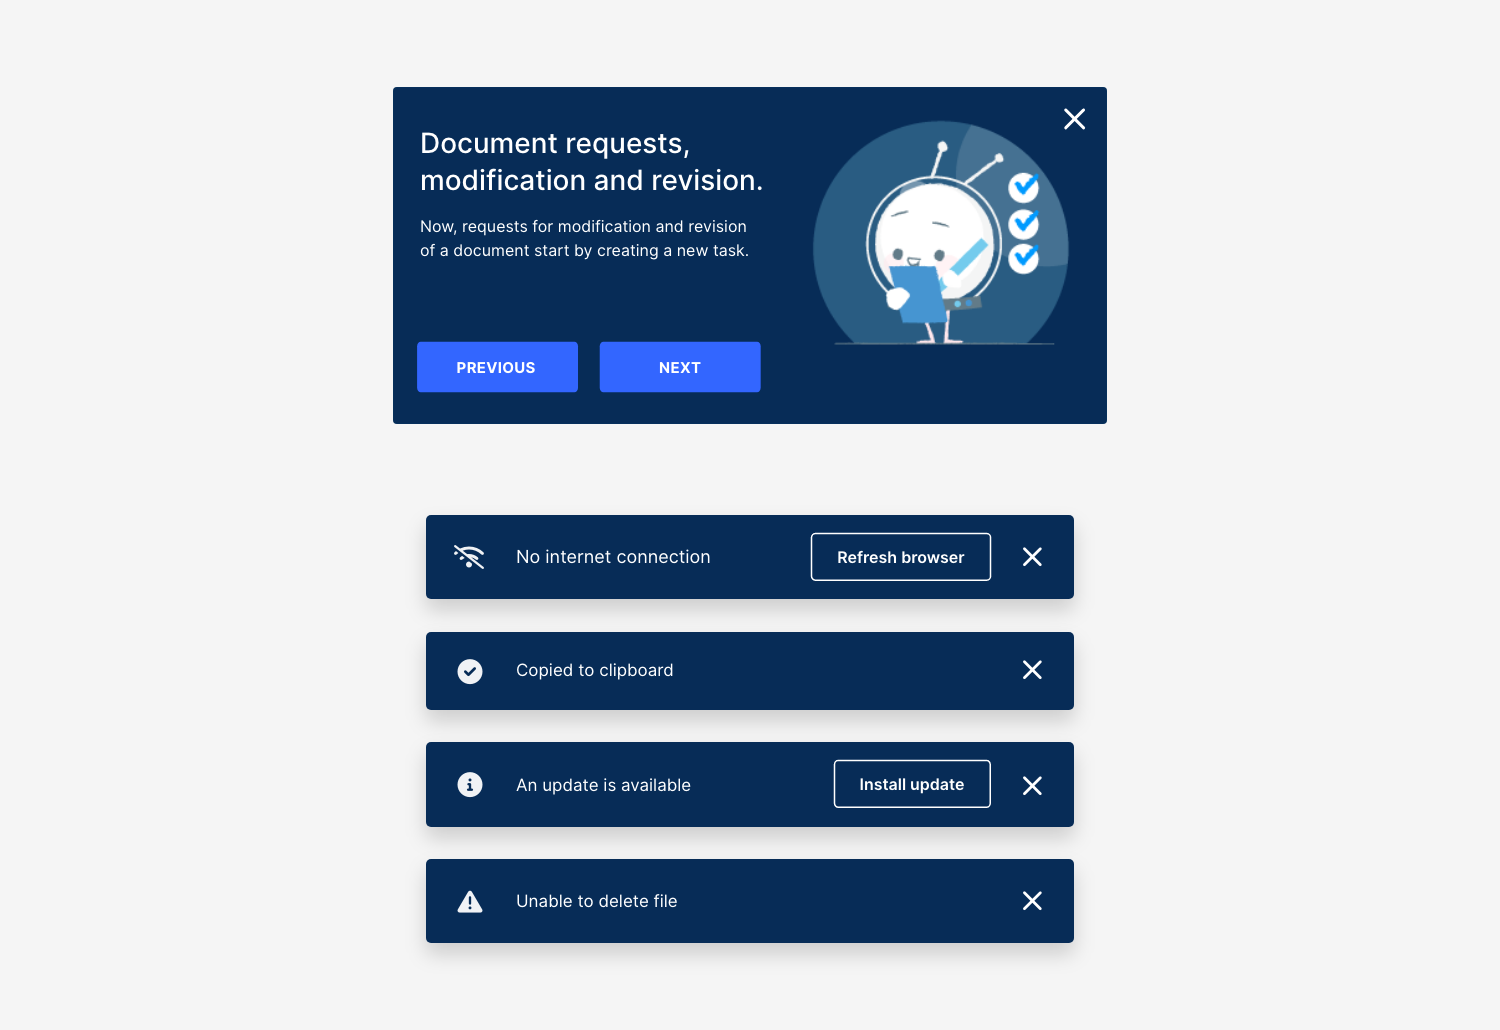 Document requests,
modification and revision.
Now, requests for modification and revision
of a document start by creating a new task.
PREVIOUS
NEXT
No internet connection
Refresh browser
Copied to clipboard
An update is available
Install update
Unable to delete file